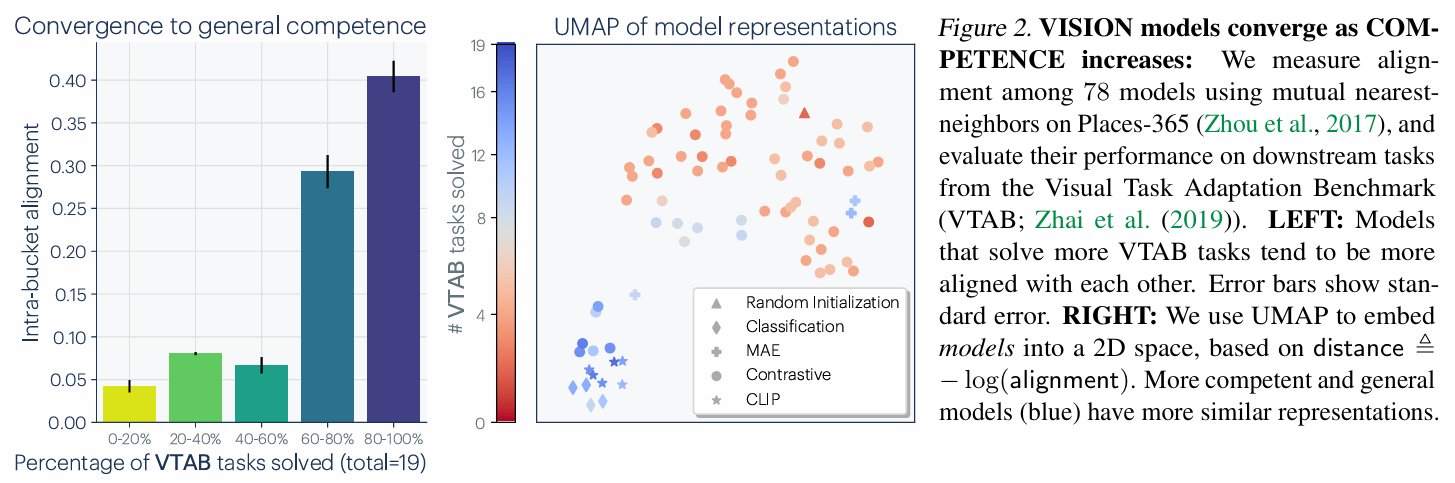 Convergence to general competence
0.40
0.35
0.30
0.25
0.20
0.15
0.10
0.05
0.00
Intra-bucket alignment
0-20%
20-40%
40-60%
60-80%
80-100%
Percentage of VTAB tasks solved (total=19)
19
16
12
8
4
0
# VTAB tasks solved
UMAP of model representations
Random Initialization
Classification
MAE
Contrastive
CLIP
Figure 2. VISION models converge as COM-
PETENCE increases: We measure align-
ment among 78 models using mutual nearest-
neighbors on Places-365 (Zhou et al., 2017), and
evaluate their performance on downstream tasks
from the Visual Task Adaptation Benchmark
(VTAB; Zhai et al. (2019)). LEFT: Models
that solve more VTAB tasks tend to be more
aligned with each other. Error bars show stan-
dard error. RIGHT: We use UMAP to embed
models into a 2D space, based on distance ≜
− log(alignment). More competent and general
models (blue) have more similar representations.